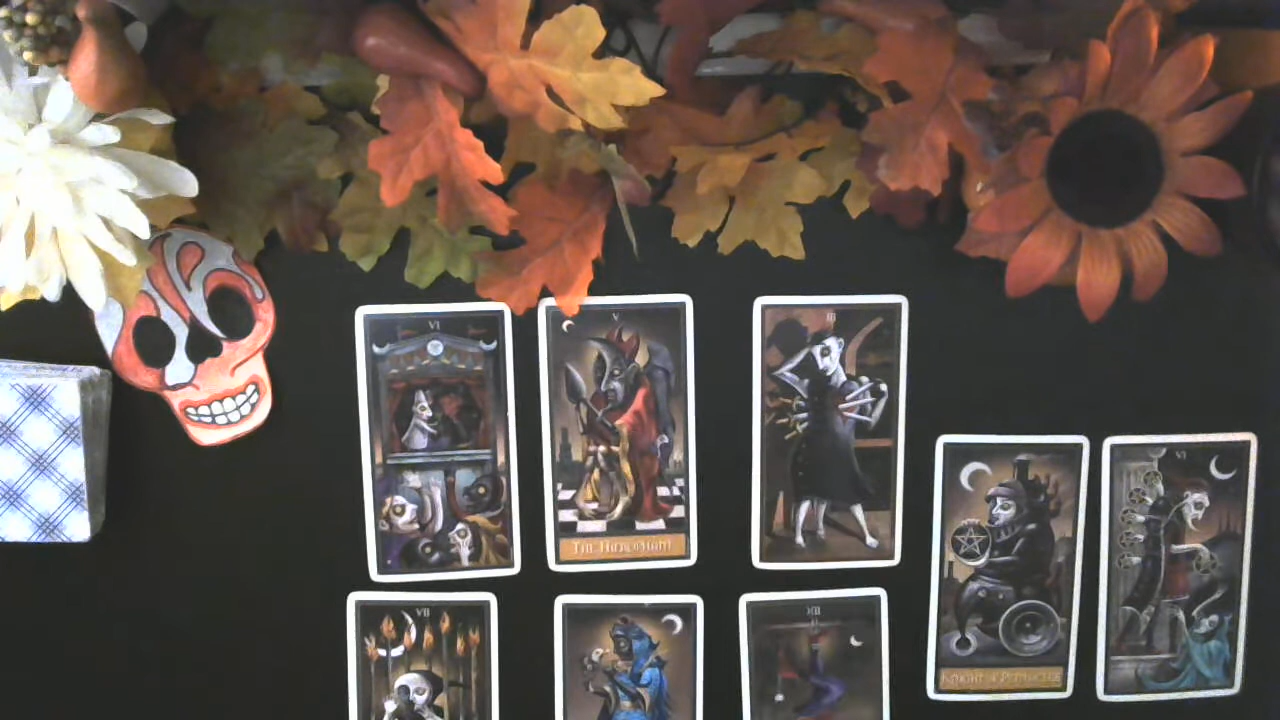 VI
V
THE HIEROPHANT
III
KNIGHT of PENTACLES
VI
VII
XII